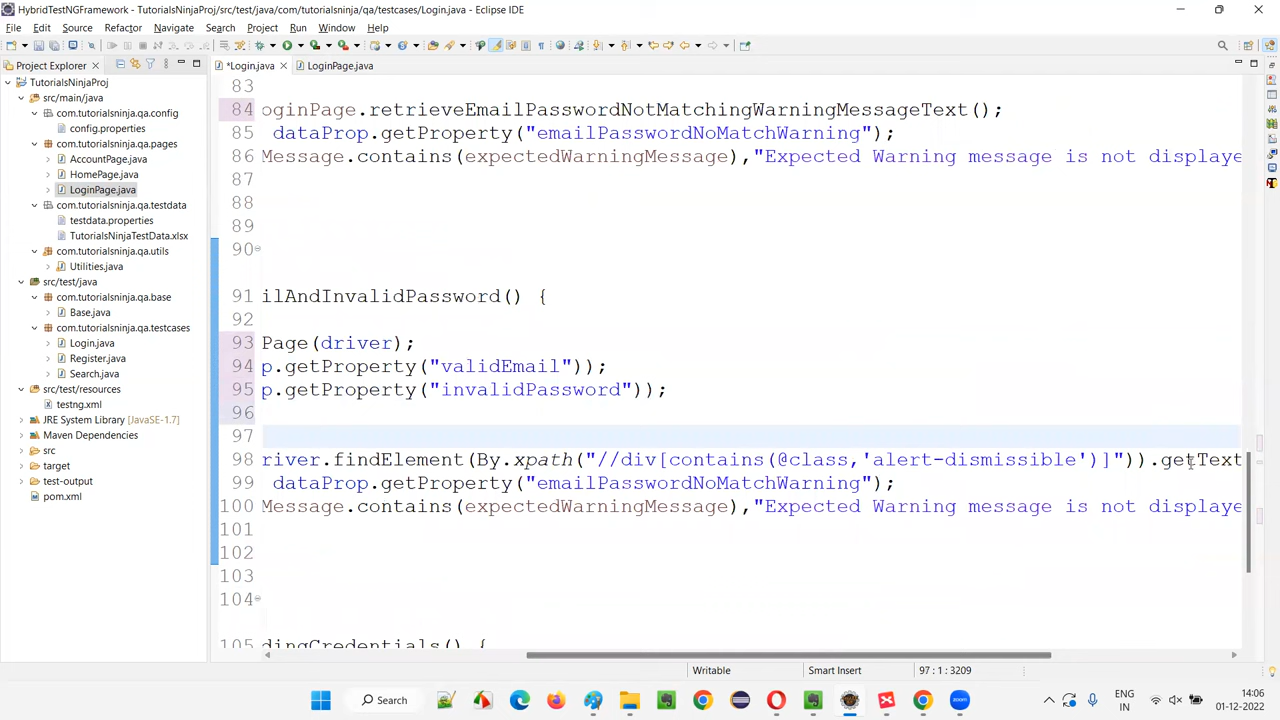 HybridTestNGFramework - TutorialsNinjaProj/src/test/java/com/tutorialsninja/qa/testcases/Login.java - Eclipse IDE
File Edit Source Refactor Navigate Search Project Run Window Help
Project Explorer
*Login.java LoginPage.java
TutorialsNinjaProj
src/main/java
com.tutorialsninja.qa.config
config.properties
com.tutorialsninja.qa.pages
AccountPage.java
HomePage.java
LoginPage.java
com.tutorialsninja.qa.testdata
testdata.properties
TutorialsNinjaTestData.xlsx
com.tutorialsninja.qa.utils
Utilities.java
src/test/java
com.tutorialsninja.qa.base
Base.java
com.tutorialsninja.qa.testcases
Login.java
Register.java
Search.java
src/test/resources
testng.xml
JRE System Library [JavaSE-1.7]
Maven Dependencies
src
target
test-output
pom.xml
83
84 oginPage.retrieveEmailPasswordNotMatchingWarningMessageText();
85 dataProp.getProperty("emailPasswordNoMatchWarning");
86 Message.contains(expectedWarningMessage),"Expected Warning message is not displaye
87
88
89
90
91 ilAndInvalidPassword() {
92
93 Page(driver);
94 p.getProperty("validEmail"));
95 p.getProperty("invalidPassword"));
96
97
98 river.findElement(By.xpath("//div[contains(@class,'alert-dismissible')]")).getText
99 dataProp.getProperty("emailPasswordNoMatchWarning");
100 Message.contains(expectedWarningMessage),"Expected Warning message is not displaye
101
102
103
104
105 dingCredentials() {
Writable Smart Insert 97 : 1 : 3209
Search
ENG
IN
14:06
01-12-2022